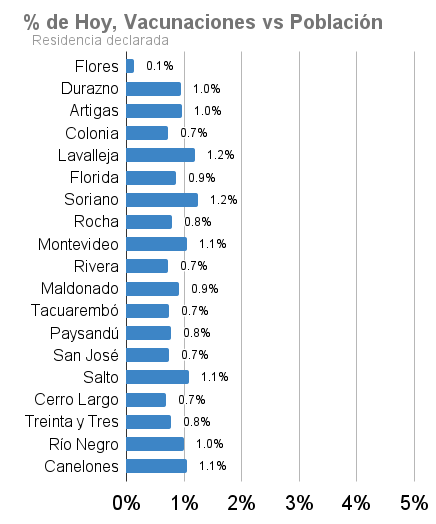 % de Hoy, Vacunaciones vs Población
Residencia declarada
Flores 0.1%
Durazno 1.0%
Artigas 1.0%
Colonia 0.7%
Lavalleja 1.2%
Florida 0.9%
Soriano 1.2%
Rocha 0.8%
Montevideo 1.1%
Rivera 0.7%
Maldonado 0.9%
Tacuarembó 0.7%
Paysandú 0.8%
San José 0.7%
Salto 1.1%
Cerro Largo 0.7%
Treinta y Tres 0.8%
Río Negro 1.0%
Canelones 1.1%
0% 1% 2% 3% 4% 5%